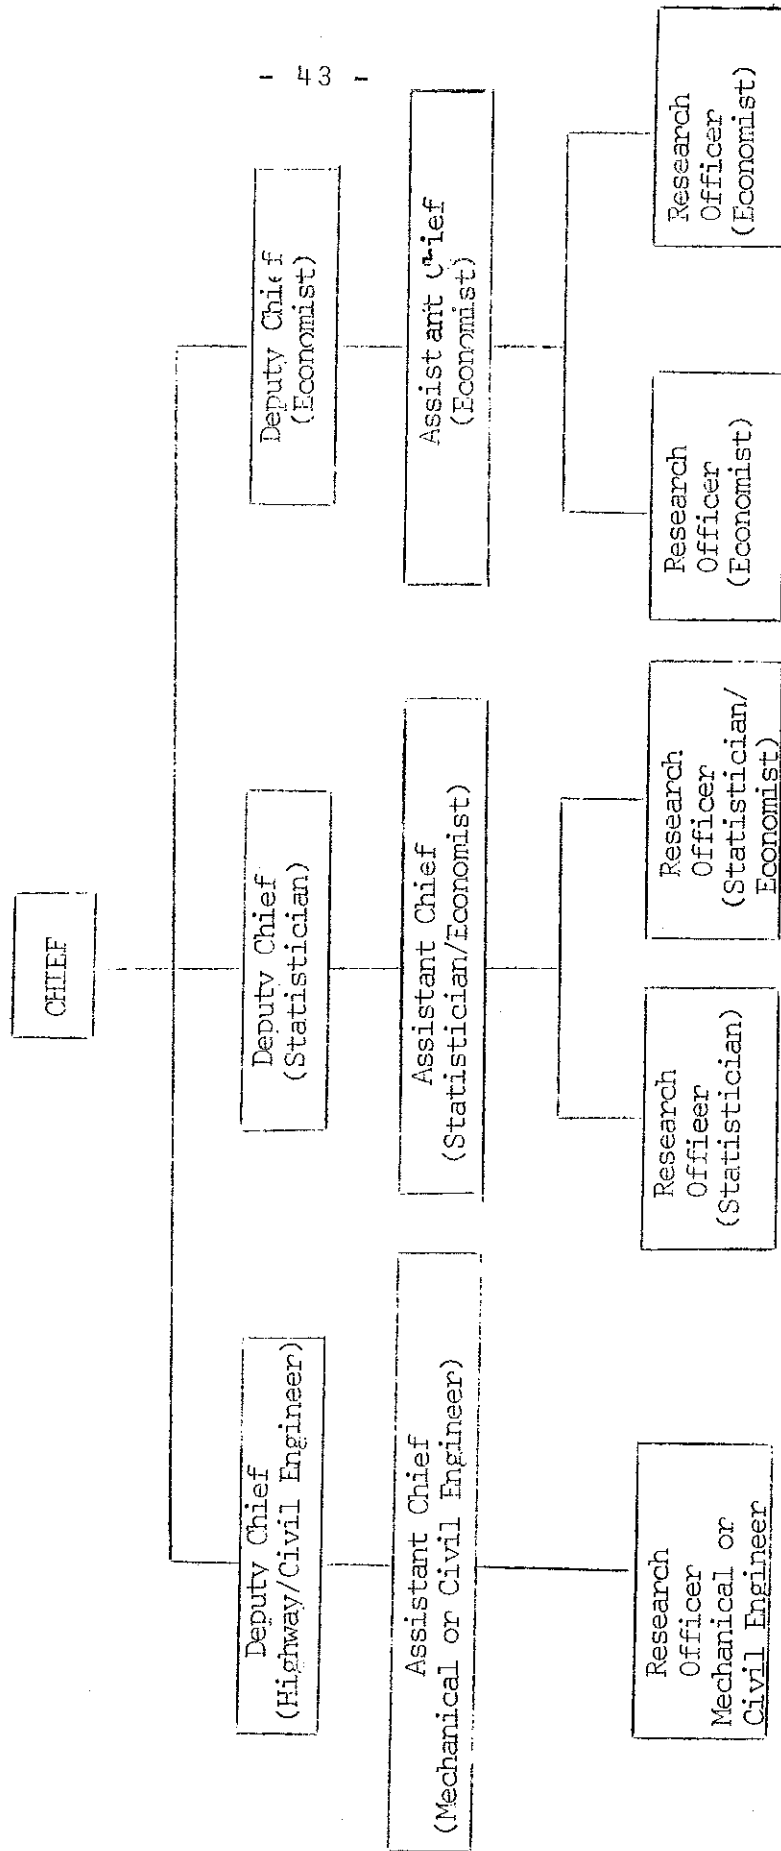 - 43 -
CHIEF
Deputy Chief
(Highway/Civil Engineer)
Deputy Chief
(Statistician)
Deputy Chief
(Economist)
Assistant Chief
(Mechanical or Civil Engineer)
Assistant Chief
(Statistician/Economist)
Assistant Chief
(Economist)
Research
Officer
Mechanical or
Civil Engineer
Research
Offieer
(Statistician)
Research
Officer
(Statistician/
Economist)
Research
Officer
(Economist)
Research
Officer
(Economist)